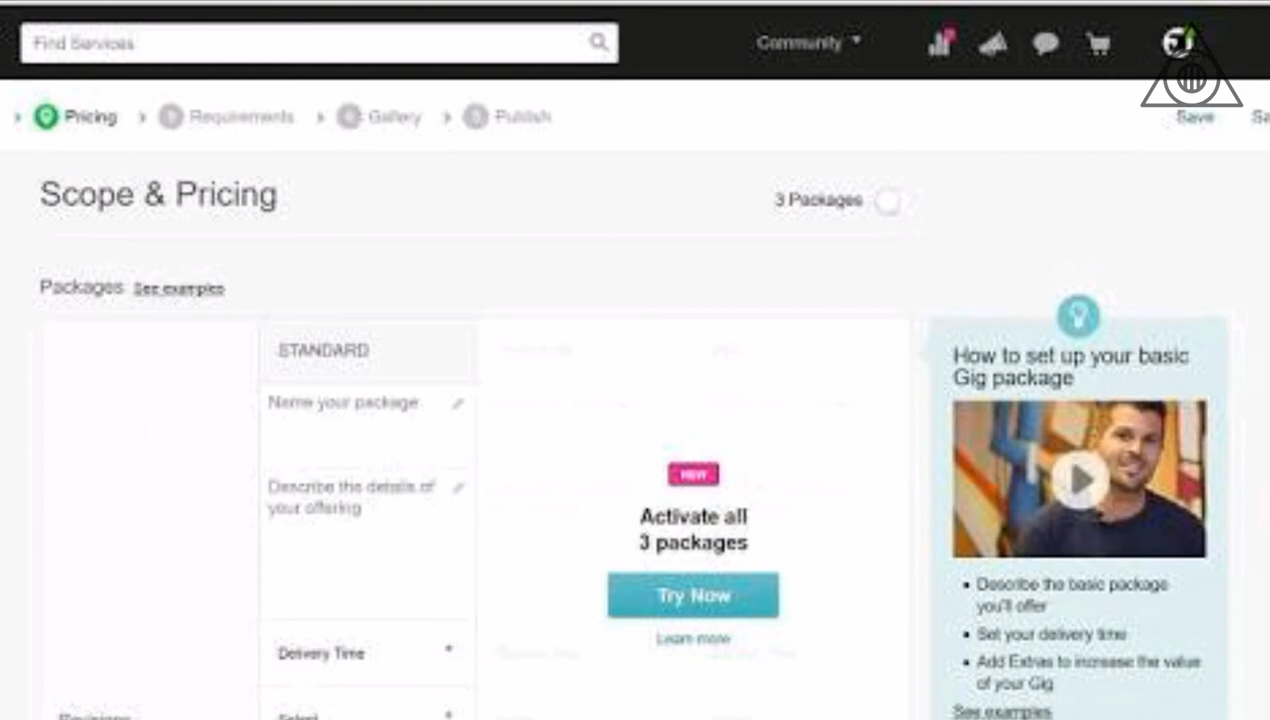 Find Services
Community
Pricing
Requirements
Gallery
Publish
Save
Scope & Pricing
3 Packages
Packages See examples
STANDARD
Name your package
Describe the details of
your offering
Delivery Time
Revisions
Select
NEW
Activate all
3 packages
Try Now
Learn more
How to set up your basic
Gig package
Describe the basic package
you'll offer
Set your delivery time
Add Extras to increase the value
of your Gig
See examples